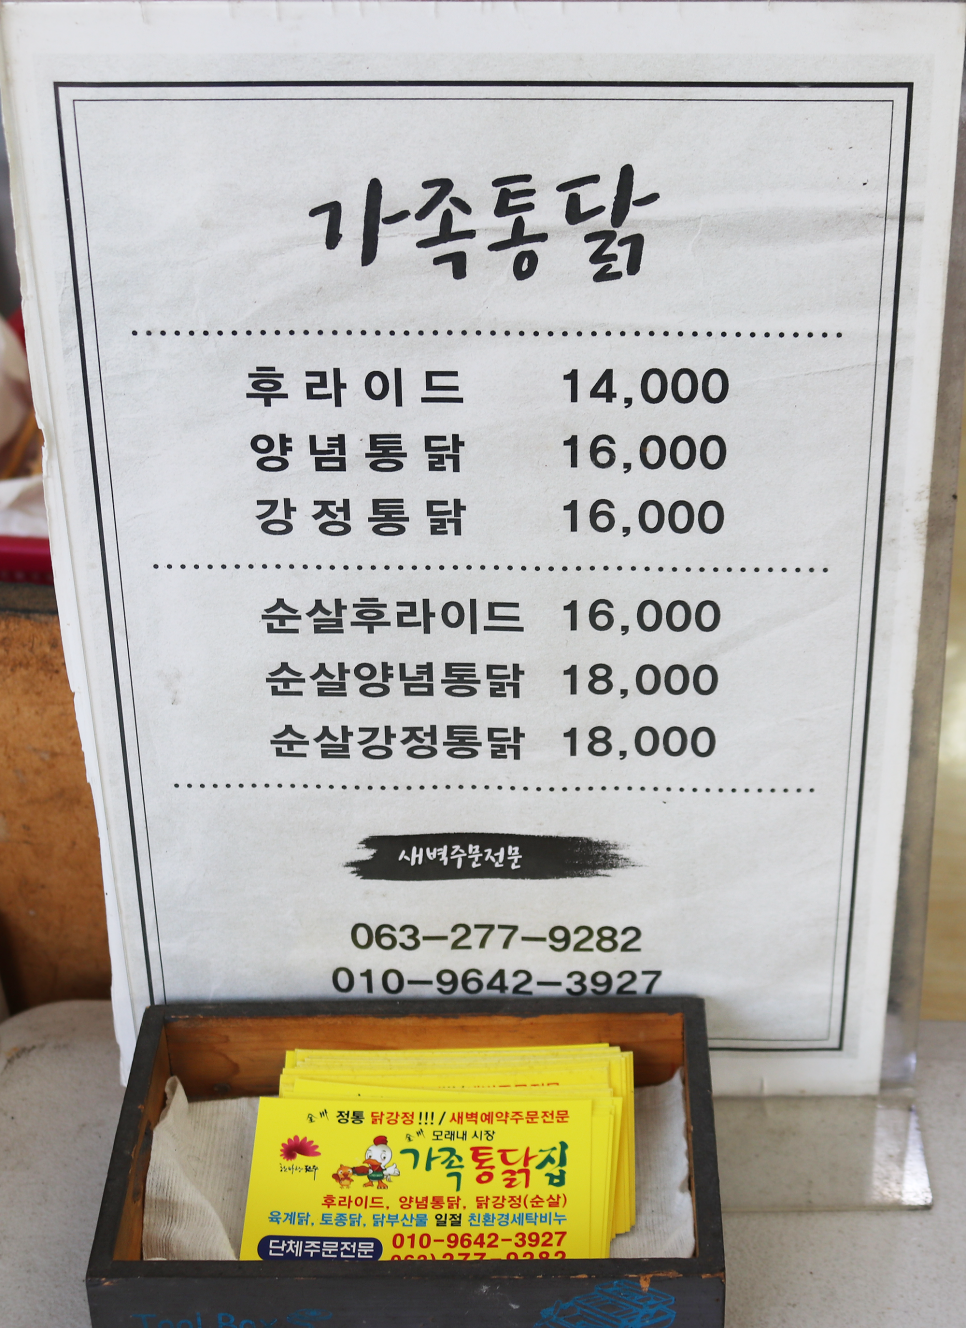 가족통닭
후라이드 14,000
양념통닭 16,000
강정통닭 16,000
순살후라이드 16,000
순살양념통닭 18,000
순살강정통닭 18,000
새벽주문전문
063-277-9282
010-9642-3927
정통 닭강정!!! / 새벽예약주문전문
모래내 시장
가족통닭집
후라이드, 양념통닭, 닭강정(순살)
육계닭, 토종닭, 닭부산물 일절 친환경세탁비누
단체주문전문 010-9642-3927
063)277-9282
Tool Box